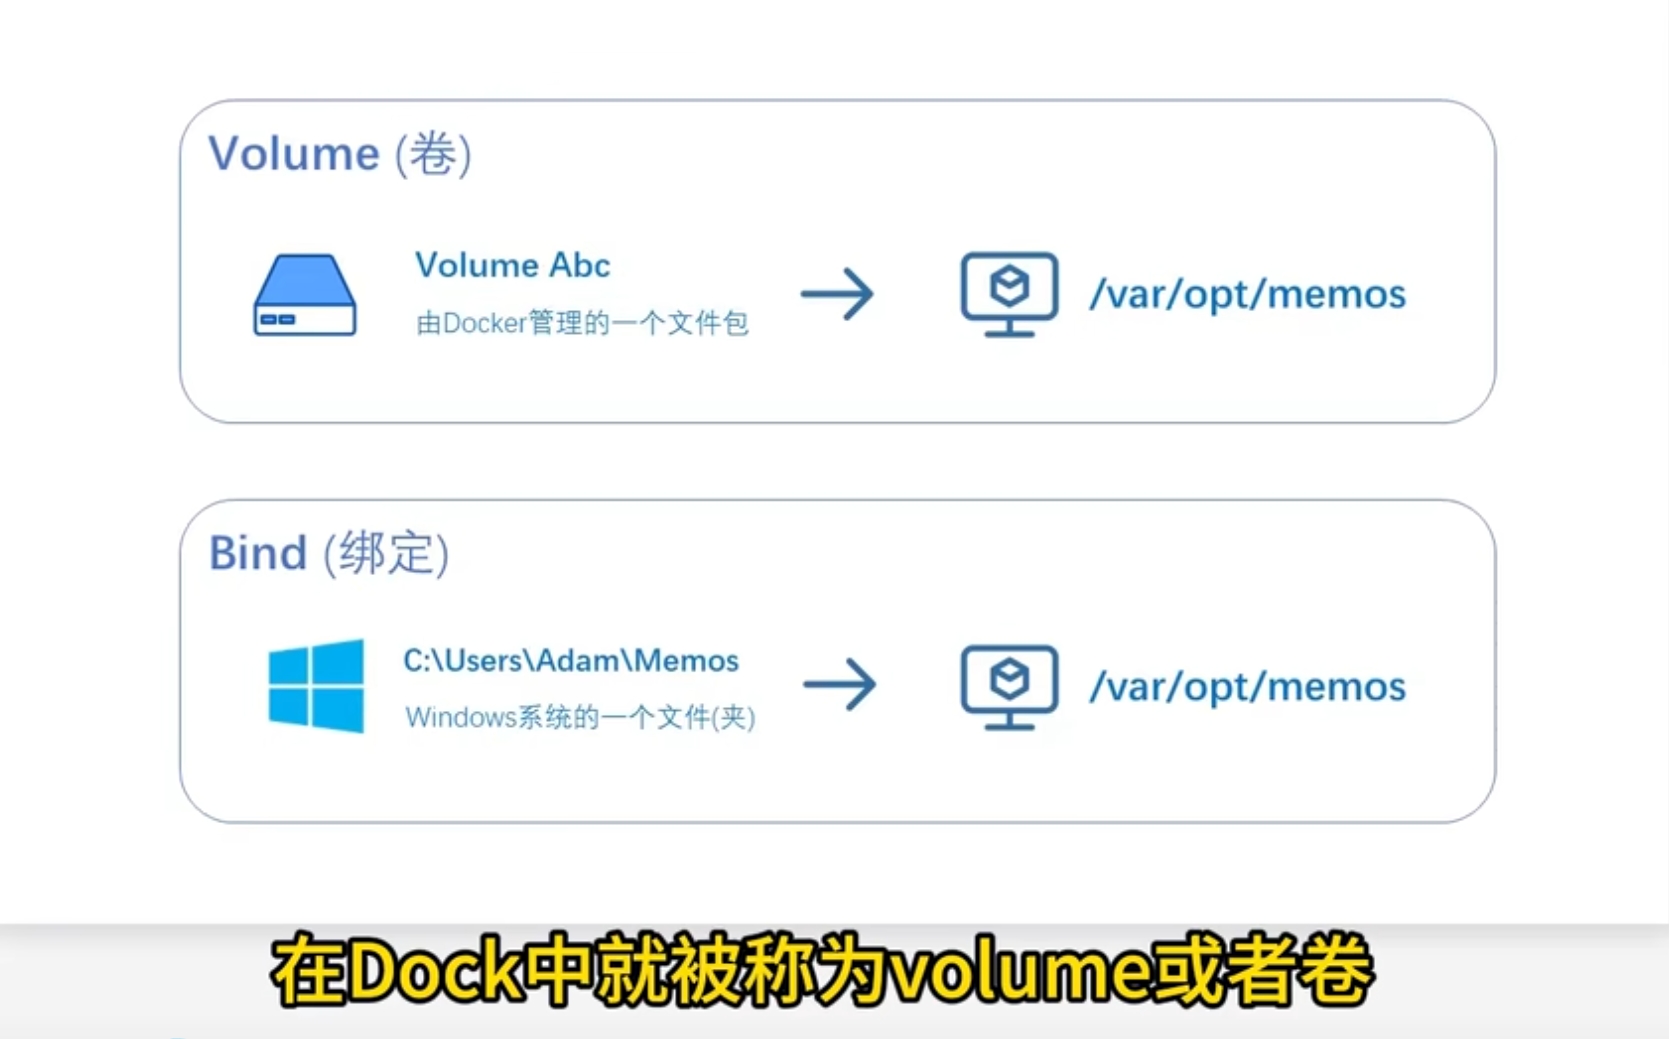 Volume (卷)
Volume Abc
由Docker管理的一个文件包
/var/opt/memos
Bind (绑定)
C:\Users\Adam\Memos
Windows系统的一个文件(夹)
/var/opt/memos
在Dock中就被称为volume或者卷